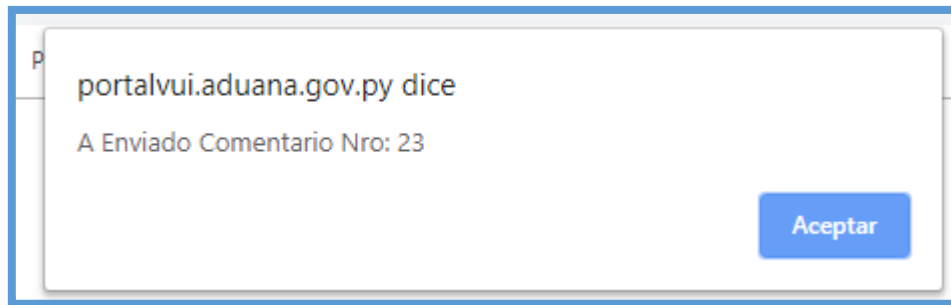 P
portalvui.aduana.gov.py dice
A Enviado Comentario Nro: 23
Aceptar